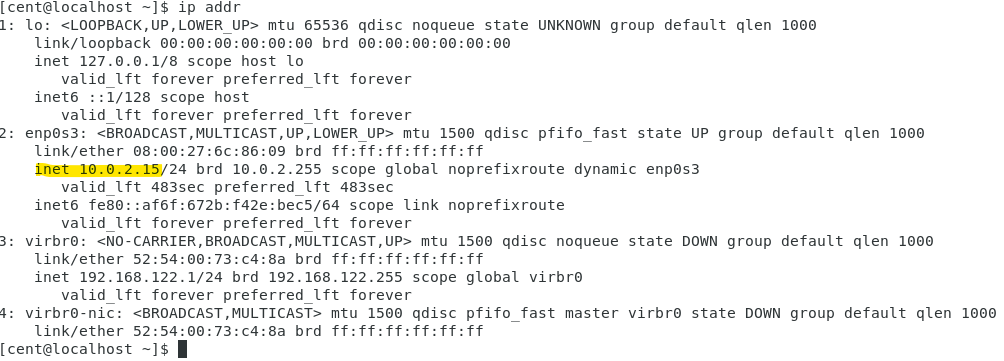 [cent@localhost ~]$ ip addr
1: lo: <LOOPBACK,UP,LOWER_UP> mtu 65536 qdisc noqueue state UNKNOWN group default qlen 1000
    link/loopback 00:00:00:00:00:00 brd 00:00:00:00:00:00
    inet 127.0.0.1/8 scope host lo
       valid_lft forever preferred_lft forever
    inet6 ::1/128 scope host
       valid_lft forever preferred_lft forever
2: enp0s3: <BROADCAST,MULTICAST,UP,LOWER_UP> mtu 1500 qdisc pfifo_fast state UP group default qlen 1000
    link/ether 08:00:27:6c:86:09 brd ff:ff:ff:ff:ff:ff
    inet 10.0.2.15/24 brd 10.0.2.255 scope global noprefixroute dynamic enp0s3
       valid_lft 483sec preferred_lft 483sec
    inet6 fe80::af6f:672b:f42e:bec5/64 scope link noprefixroute
       valid_lft forever preferred_lft forever
3: virbr0: <NO-CARRIER,BROADCAST,MULTICAST,UP> mtu 1500 qdisc noqueue state DOWN group default qlen 1000
    link/ether 52:54:00:73:c4:8a brd ff:ff:ff:ff:ff:ff
    inet 192.168.122.1/24 brd 192.168.122.255 scope global virbr0
       valid_lft forever preferred_lft forever
4: virbr0-nic: <BROADCAST,MULTICAST> mtu 1500 qdisc pfifo_fast master virbr0 state DOWN group default qlen 1000
    link/ether 52:54:00:73:c4:8a brd ff:ff:ff:ff:ff:ff
[cent@localhost ~]$